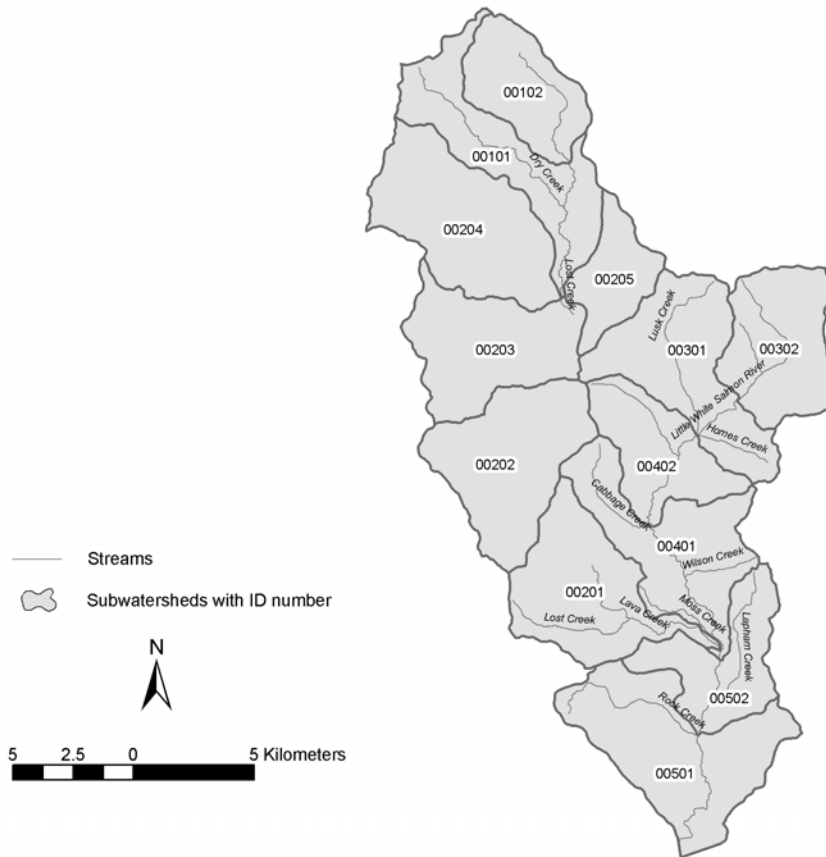 00102
00101
Dry Creek
00204
Lost Creek
00205
Lusk Creek
00203
00301
00302
Little White Salmon River
Homes Creek
00202
00402
Cabbage Creek
00401
Wilson Creek
00201
Moss Creek
Lava Creek
Lost Creek
Lapham Creek
00502
Rock Creek
00501
Streams
Subwatersheds with ID number
N
5 2.5 0 5 Kilometers